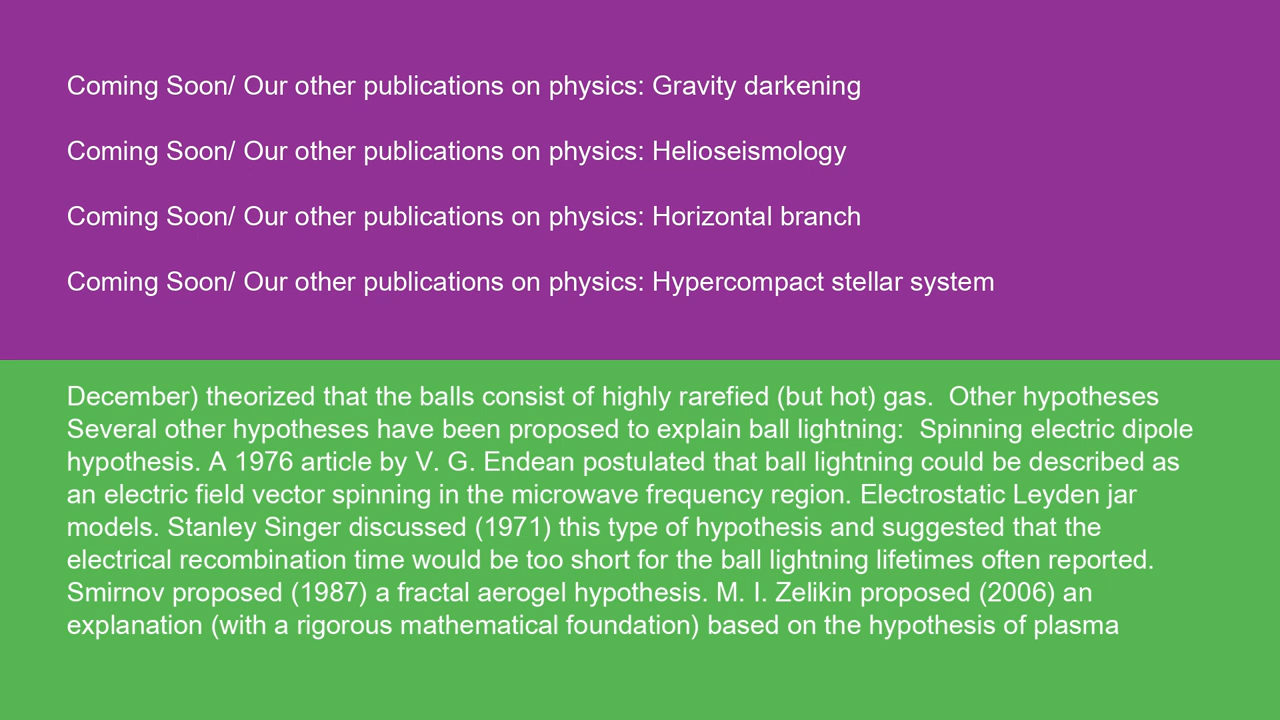 Coming Soon/ Our other publications on physics: Gravity darkening
Coming Soon/ Our other publications on physics: Helioseismology
Coming Soon/ Our other publications on physics: Horizontal branch
Coming Soon/ Our other publications on physics: Hypercompact stellar system
December) theorized that the balls consist of highly rarefied (but hot) gas.  Other hypotheses
Several other hypotheses have been proposed to explain ball lightning:  Spinning electric dipole
hypothesis. A 1976 article by V. G. Endean postulated that ball lightning could be described as
an electric field vector spinning in the microwave frequency region. Electrostatic Leyden jar
models. Stanley Singer discussed (1971) this type of hypothesis and suggested that the
electrical recombination time would be too short for the ball lightning lifetimes often reported.
Smirnov proposed (1987) a fractal aerogel hypothesis. M. I. Zelikin proposed (2006) an
explanation (with a rigorous mathematical foundation) based on the hypothesis of plasma